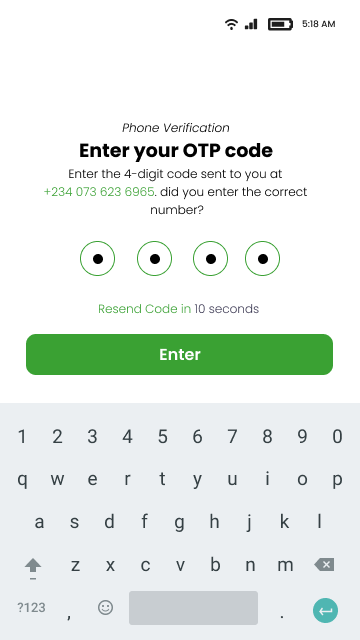 5:18 AM
Phone Verification
Enter your OTP code
Enter the 4-digit code sent to you at
+234 073 623 6965. did you enter the correct
number?
Resend Code in 10 seconds
Enter
1 2 3 4 5 6 7 8 9 0
q w e r t y u i o p
a s d f g h j k l
z x c v b n m
?123 , .